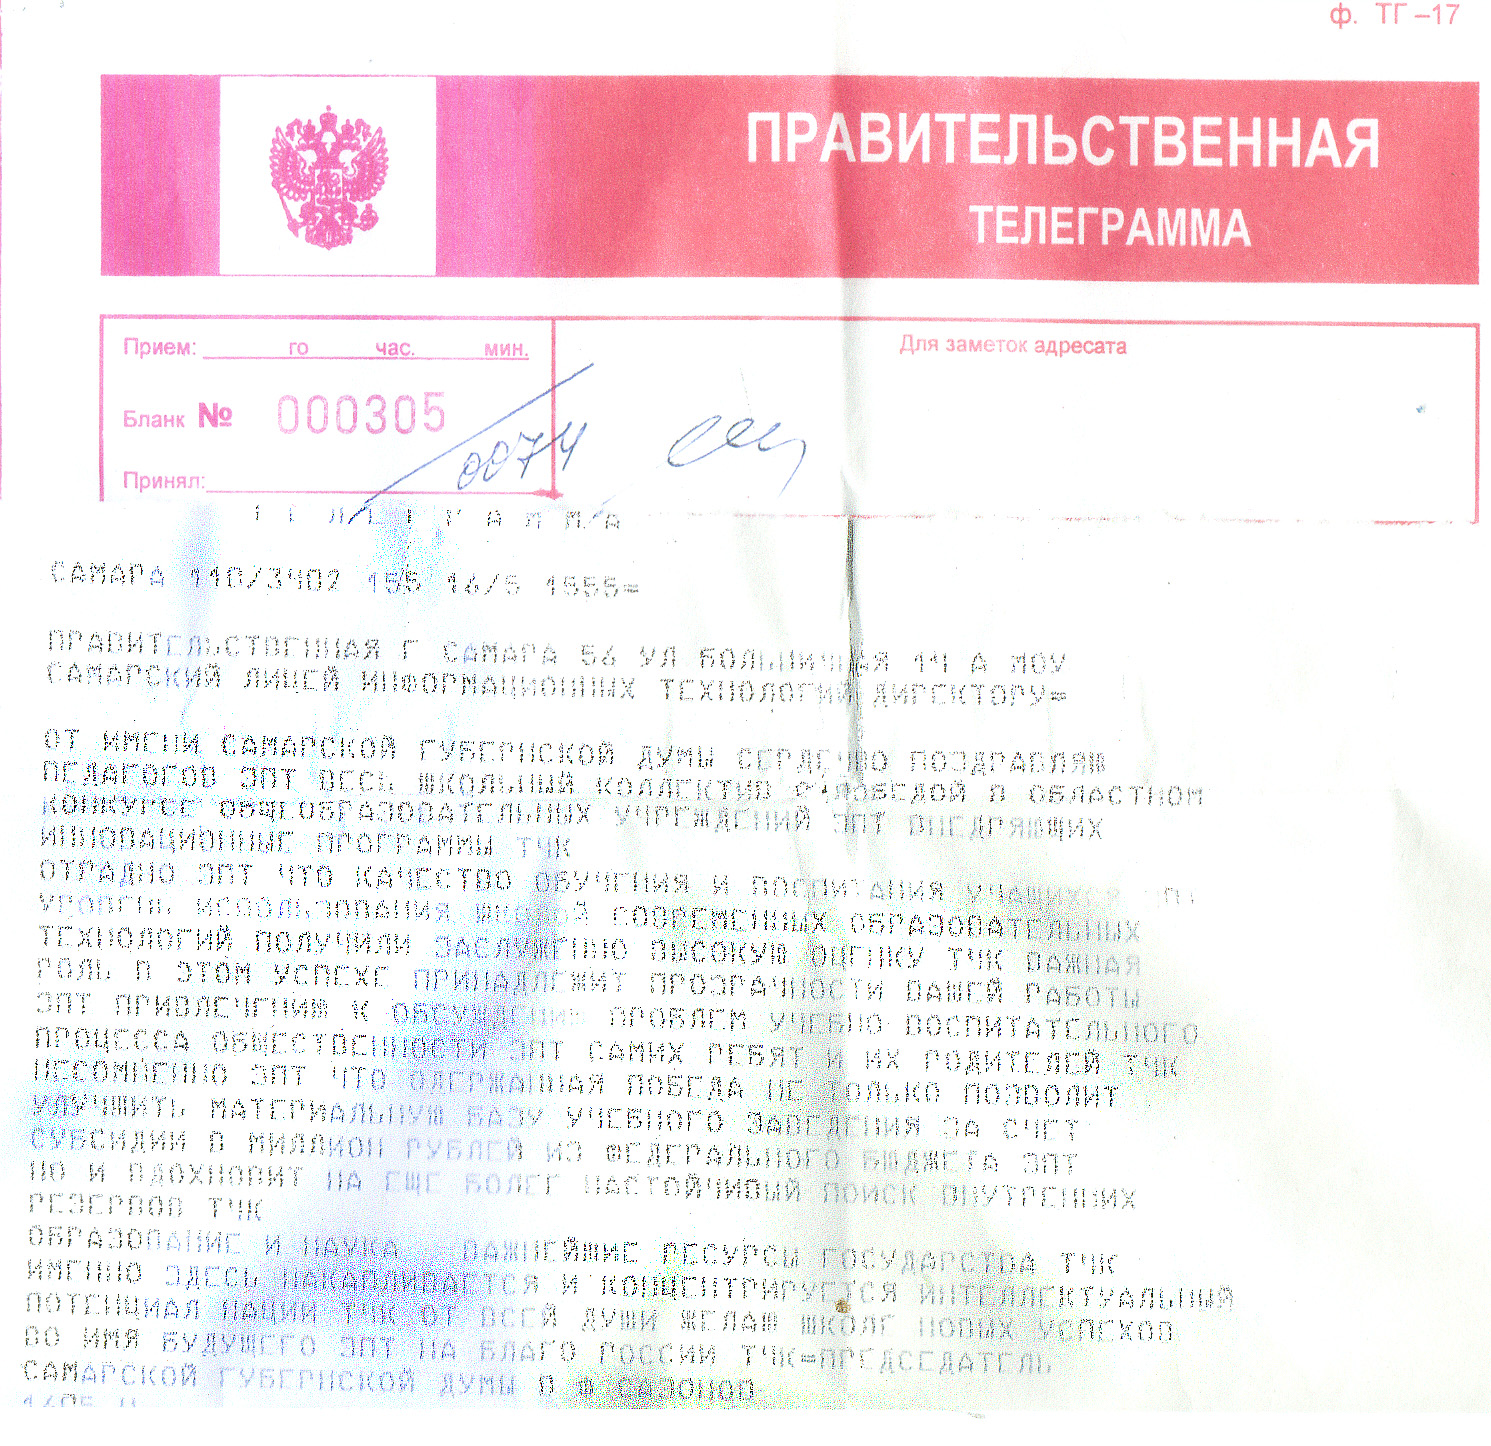 ф. ТГ –17
ПРАВИТЕЛЬСТВЕННАЯ
ТЕЛЕГРАММА
Прием: го час. мин.
Для заметок адресата
Бланк № 000305
0074
Принял:
САМАРА 110/3402 155 16/5 1555=
ПРАВИТЕЛЬСТВЕННАЯ Г САМАРА 56 УЛ БОЛЬНИЧНАЯ 14 А МОУ
САМАРСКИЙ ЛИЦЕЙ ИНФОРМАЦИОННЫХ ТЕХНОЛОГИЙ ДИРЕКТОРУ=
ОТ ИМЕНИ САМАРСКОЙ ГУБЕРНСКОЙ ДУМЫ СЕРДЕЧНО ПОЗДРАВЛЯЮ
ПЕДАГОГОВ ЗПТ ВЕСЬ ШКОЛЬНЫЙ КОЛЛЕКТИВ С ПОБЕДОЙ В ОБЛАСТНОМ
КОНКУРСЕ ОБЩЕОБРАЗОВАТЕЛЬНЫХ УЧРЕЖДЕНИЙ ЗПТ ВНЕДРЯЮЩИХ
ИННОВАЦИОННЫЕ ПРОГРАММЫ ТЧК
ОТРАДНО ЗПТ ЧТО КАЧЕСТВО ОБУЧЕНИЯ И ВОСПИТАНИЯ УЧАЩИХСЯ
УРОВЕНЬ ИСПОЛЬЗОВАНИЯ ШКОЛОЙ СОВРЕМЕННЫХ ОБРАЗОВАТЕЛЬНЫХ
ТЕХНОЛОГИЙ ПОЛУЧИЛИ ЗАСЛУЖЕННО ВЫСОКУЮ ОЦЕНКУ ТЧК ВАЖНАЯ
РОЛЬ В ЭТОМ УСПЕХЕ ПРИНАДЛЕЖИТ ПРОЗРАЧНОСТИ ВАШЕЙ РАБОТЫ
ЗПТ ПРИВЛЕЧЕНИЮ К ОБСУЖДЕНИЮ ПРОБЛЕМ УЧЕБНО ВОСПИТАТЕЛЬНОГО
ПРОЦЕССА ОБЩЕСТВЕННОСТИ ЗПТ САМИХ РЕБЯТ И ИХ РОДИТЕЛЕЙ ТЧК
НЕСОМНЕННО ЗПТ ЧТО ОДЕРЖАННАЯ ПОБЕДА НЕ ТОЛЬКО ПОЗВОЛИТ
УЛУЧШИТЬ МАТЕРИАЛЬНУЮ БАЗУ УЧЕБНОГО ЗАВЕДЕНИЯ ЗА СЧЕТ
СУБСИДИИ В МИЛЛИОН РУБЛЕЙ ИЗ ФЕДЕРАЛЬНОГО БЮДЖЕТА ЗПТ
НО И ВДОХНОВИТ НА ЕЩЕ БОЛЕЕ НАСТОЙЧИВЫЙ ПОИСК ВНУТРЕННИХ
РЕЗЕРВОВ ТЧК
ОБРАЗОВАНИЕ И НАУКА - ВАЖНЕЙШИЕ РЕСУРСЫ ГОСУДАРСТВА ТЧК
ИМЕННО ЗДЕСЬ НАКАПЛИВАЕТСЯ И КОНЦЕНТРИРУЕТСЯ ИНТЕЛЛЕКТУАЛЬНЫЙ
ПОТЕНЦИАЛ НАЦИИ ТЧК ОТ ВСЕЙ ДУШИ ЖЕЛАЮ ШКОЛЕ НОВЫХ УСПЕХОВ
ВО ИМЯ БУДУЩЕГО ЗПТ НА БЛАГО РОССИИ ТЧК=ПРЕДСЕДАТЕЛЬ
САМАРСКОЙ ГУБЕРНСКОЙ ДУМЫ В Ф САЗОНОВ